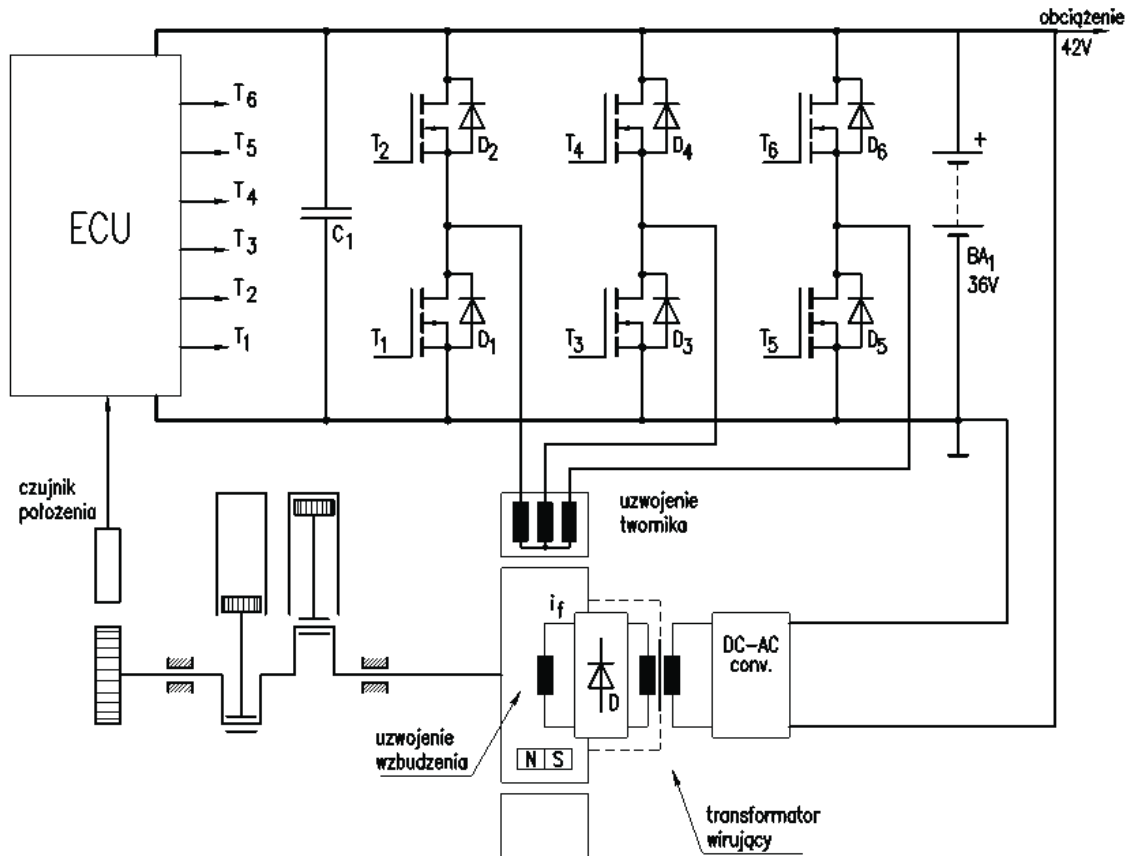 obciążenie
42V
T6
T5
T4
T3
T2
T1
ECU
C1
T2
D2
T4
D4
T6
D6
+
T1
D1
T3
D3
T5
D5
BA1
36V
czujnik
położenia
uzwojenie
twornika
if
D
DC-AC
conv.
uzwojenie
wzbudzenia
N S
transformator
wirujący